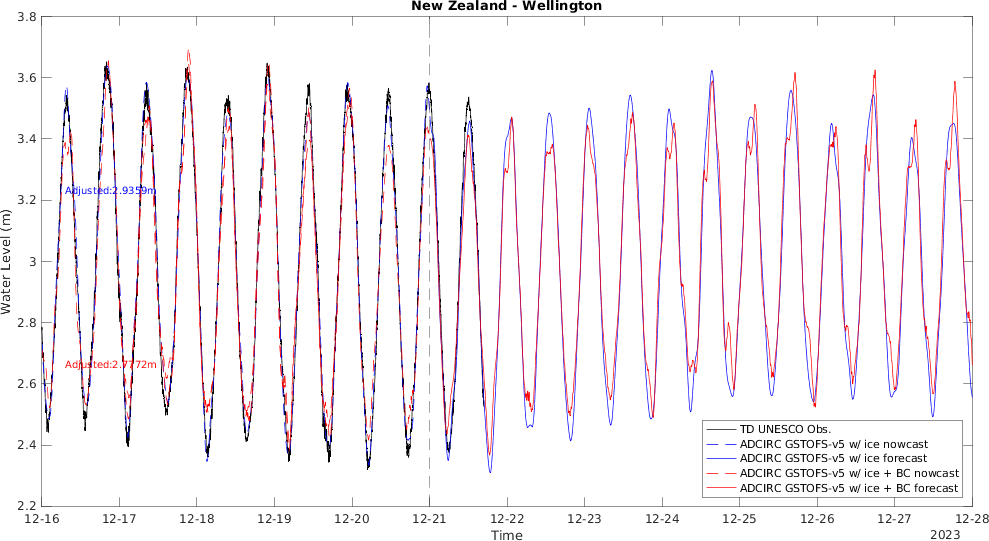 New Zealand - Wellington
3.8
3.6
3.4
3.2
3
2.8
2.6
2.4
2.2
Water Level (m)
Adjusted:2.9359m
Adjusted:2.7772m
TD UNESCO Obs.
ADCIRC GSTOFS-v5 w/ ice nowcast
ADCIRC GSTOFS-v5 w/ ice forecast
ADCIRC GSTOFS-v5 w/ ice + BC nowcast
ADCIRC GSTOFS-v5 w/ ice + BC forecast
12-16 12-17 12-18 12-19 12-20 12-21 12-22 12-23 12-24 12-25 12-26 12-27 12-28
Time
2023